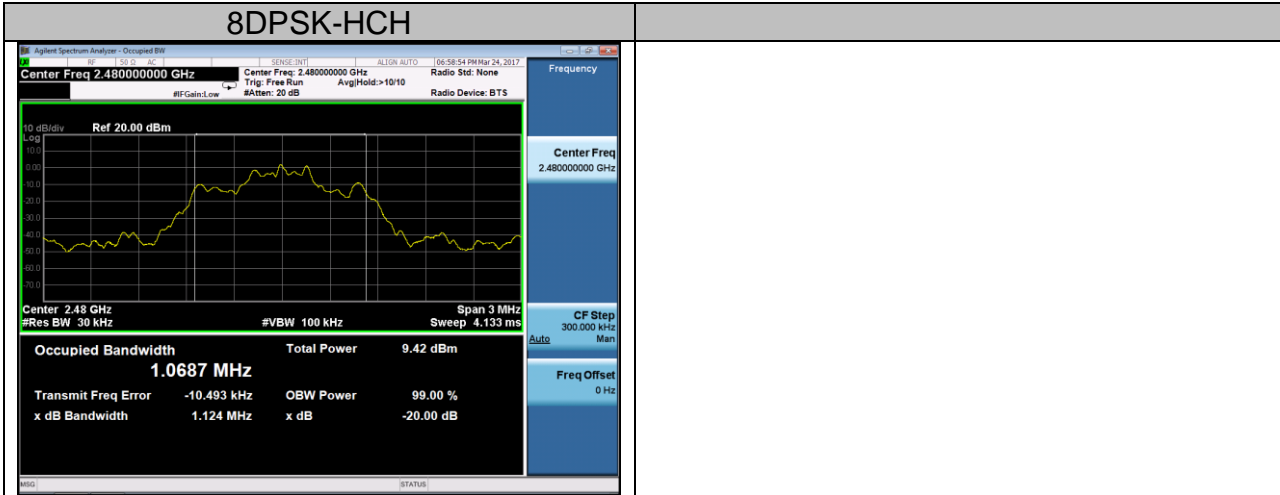 8DPSK-HCH
Agilent Spectrum Analyzer - Occupied BW
RF 50 Ω AC SENSE:INT ALIGN AUTO 06:58:54 PM Mar 24, 2017
Center Freq 2.480000000 GHz Center Freq: 2.480000000 GHz Radio Std: None Frequency
Trig: Free Run Avg|Hold:>10/10
#IFGain:Low #Atten: 20 dB Radio Device: BTS
10 dB/div Ref 20.00 dBm
Log
10.0
0.00
-10.0
-20.0
-30.0
-40.0
-50.0
-60.0
-70.0
Center Freq
2.480000000 GHz
Center 2.48 GHz Span 3 MHz
#Res BW 30 kHz #VBW 100 kHz Sweep 4.133 ms
CF Step
300.000 kHz
Auto Man
Occupied Bandwidth Total Power 9.42 dBm
1.0687 MHz
Transmit Freq Error -10.493 kHz OBW Power 99.00 %
x dB Bandwidth 1.124 MHz x dB -20.00 dB
Freq Offset
0 Hz
MSG STATUS